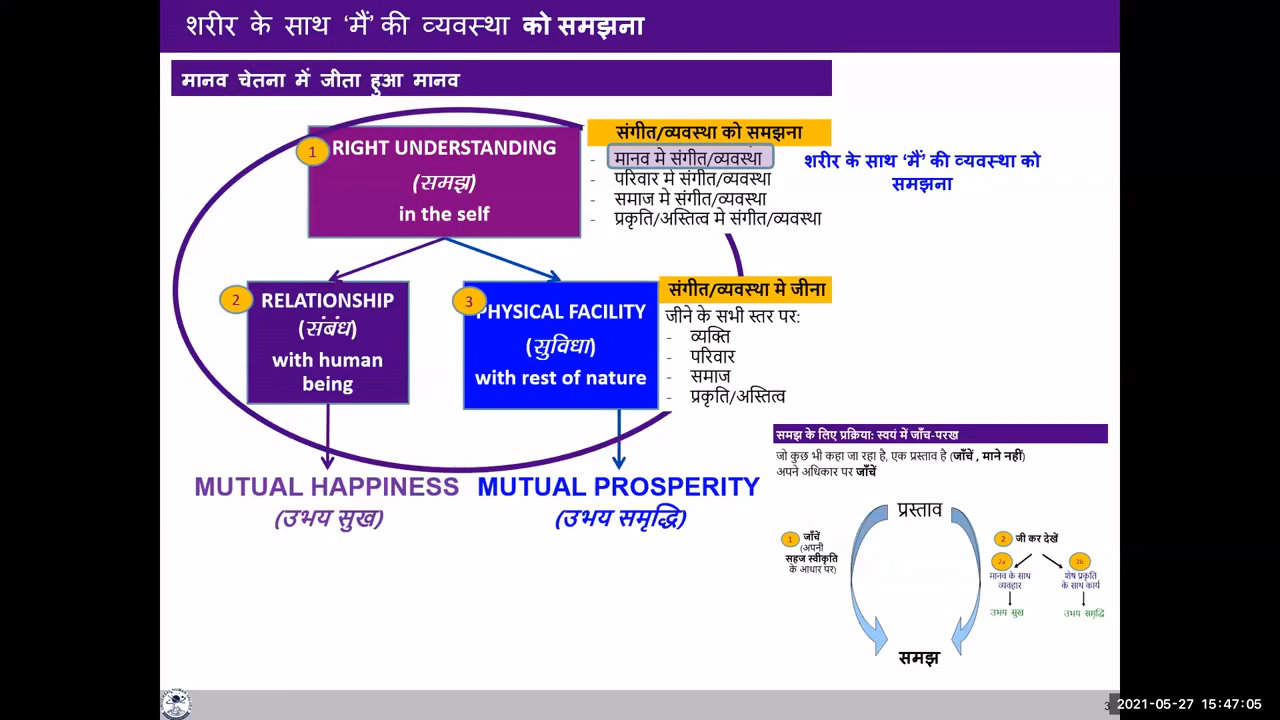 शरीर के साथ ‘मैं’ की व्यवस्था को समझना
मानव चेतना में जीता हुआ मानव
1
RIGHT UNDERSTANDING
(समझ)
in the self
संगीत/व्यवस्था को समझना
- मानव मे संगीत/व्यवस्था
- परिवार मे संगीत/व्यवस्था
- समाज मे संगीत/व्यवस्था
- प्रकृति/अस्तित्व मे संगीत/व्यवस्था
शरीर के साथ ‘मैं’ की व्यवस्था को
समझना
2
RELATIONSHIP
(संबंध)
with human
being
3
PHYSICAL FACILITY
(सुविधा)
with rest of nature
संगीत/व्यवस्था मे जीना
जीने के सभी स्तर पर:
- व्यक्ति
- परिवार
- समाज
- प्रकृति/अस्तित्व
MUTUAL HAPPINESS
(उभय सुख)
MUTUAL PROSPERITY
(उभय समृद्धि)
समझ के लिए प्रक्रिया: स्वयं में जाँच-परख
जो कुछ भी कहा जा रहा है, एक प्रस्ताव है (जाँचें , माने नहीं)
अपने अधिकार पर जाँचें
प्रस्ताव
1 जाँचें
(अपनी
सहज स्वीकृति
के आधार पर)
2 जी कर देखें
2a
मानव के साथ
व्यवहार
उभय सुख
2b
शेष प्रकृति
के साथ कार्य
उभय समृद्धि
समझ
3
2021-05-27 15:47:05